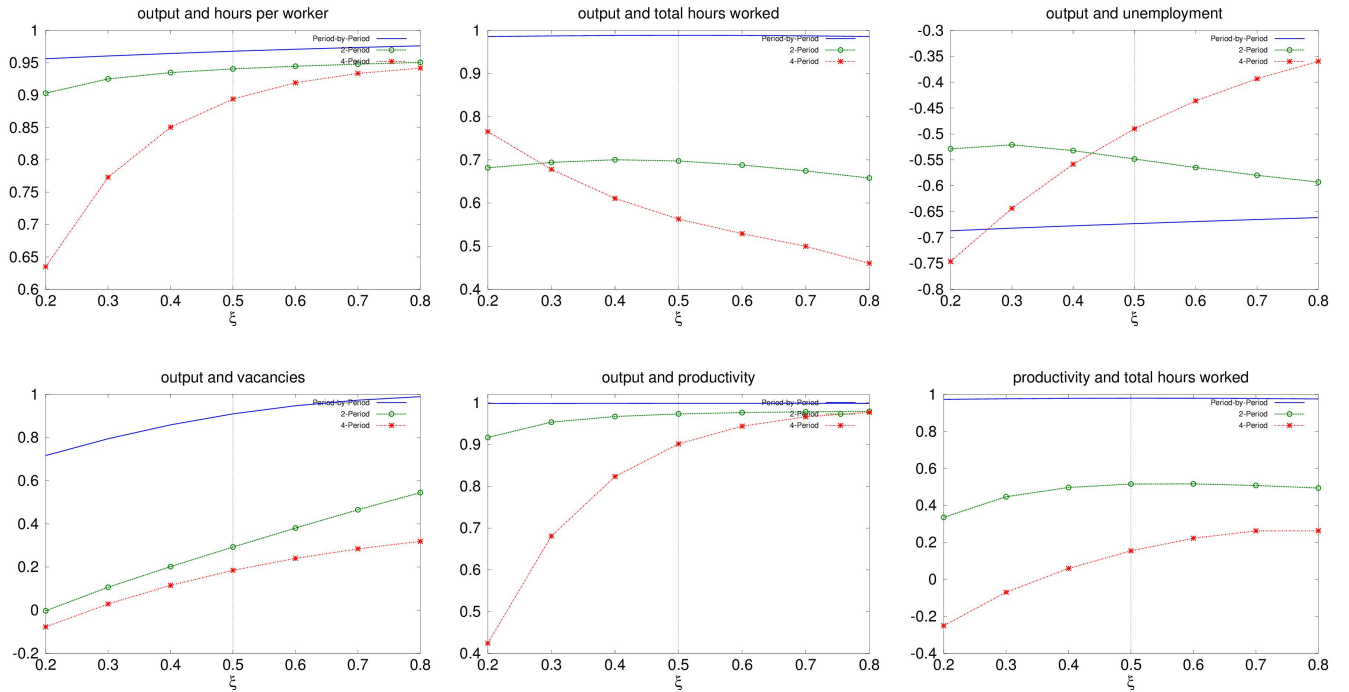 output and hours per worker
1
0.95
0.9
0.85
0.8
0.75
0.7
0.65
0.6
Period-by-Period
2-Period
4-Period
0.2 0.3 0.4 0.5 0.6 0.7 0.8
ξ
output and total hours worked
1
0.9
0.8
0.7
0.6
0.5
0.4
Period-by-Period
2-Period
4-Period
0.2 0.3 0.4 0.5 0.6 0.7 0.8
ξ
output and unemployment
-0.3
-0.35
-0.4
-0.45
-0.5
-0.55
-0.6
-0.65
-0.7
-0.75
-0.8
Period-by-Period
2-Period
4-Period
0.2 0.3 0.4 0.5 0.6 0.7 0.8
ξ
output and vacancies
1
0.8
0.6
0.4
0.2
0
-0.2
Period-by-Period
2-Period
4-Period
0.2 0.3 0.4 0.5 0.6 0.7 0.8
ξ
output and productivity
1
0.9
0.8
0.7
0.6
0.5
0.4
Period-by-Period
2-Period
4-Period
0.2 0.3 0.4 0.5 0.6 0.7 0.8
ξ
productivity and total hours worked
1
0.8
0.6
0.4
0.2
0
-0.2
-0.4
Period-by-Period
2-Period
4-Period
0.2 0.3 0.4 0.5 0.6 0.7 0.8
ξ